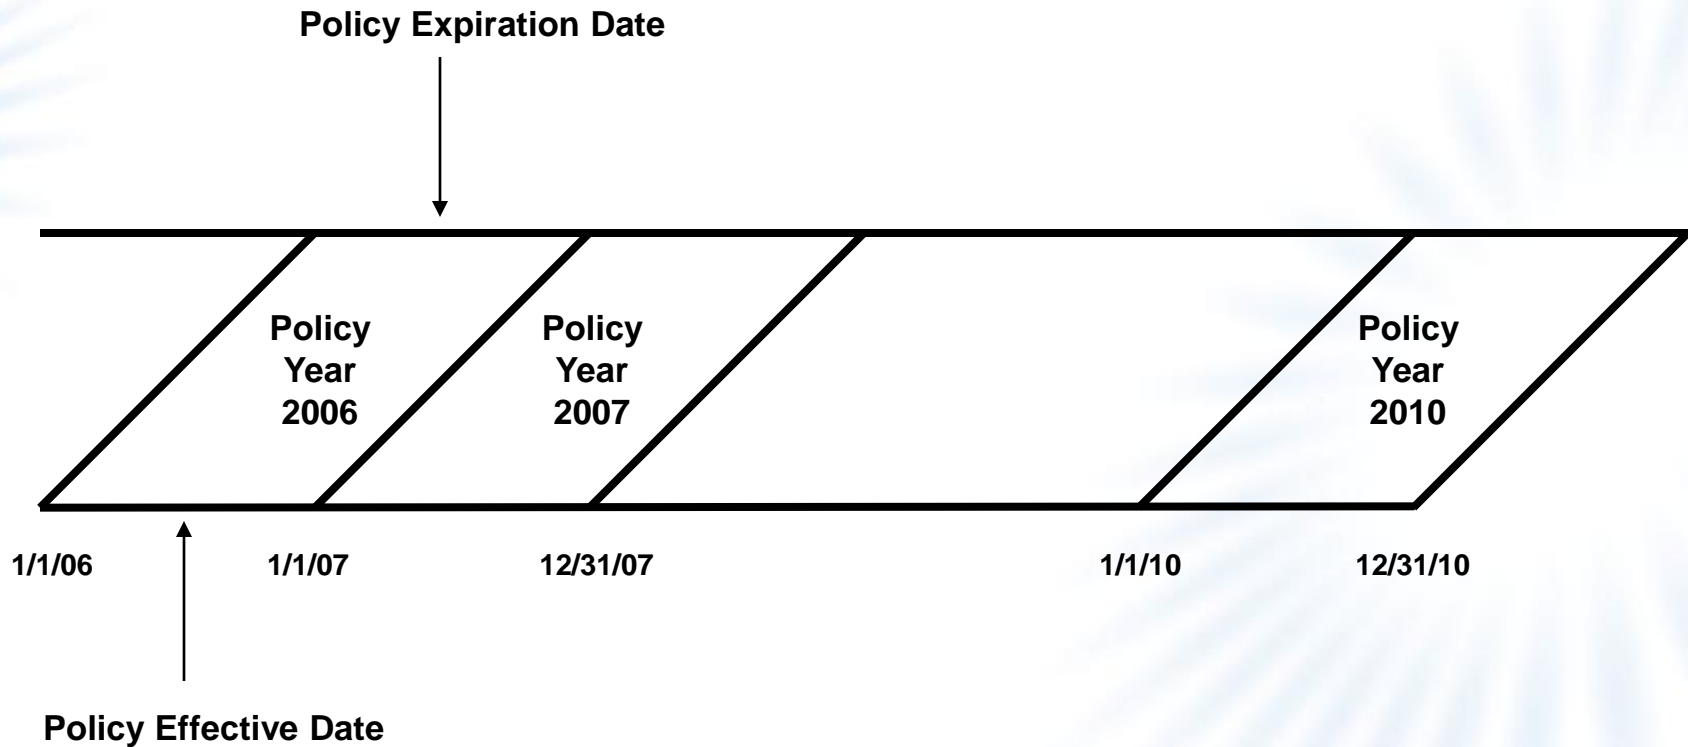 Policy Expiration Date
Policy
Year
2006
Policy
Year
2007
Policy
Year
2010
1/1/06
1/1/07
12/31/07
1/1/10
12/31/10
Policy Effective Date